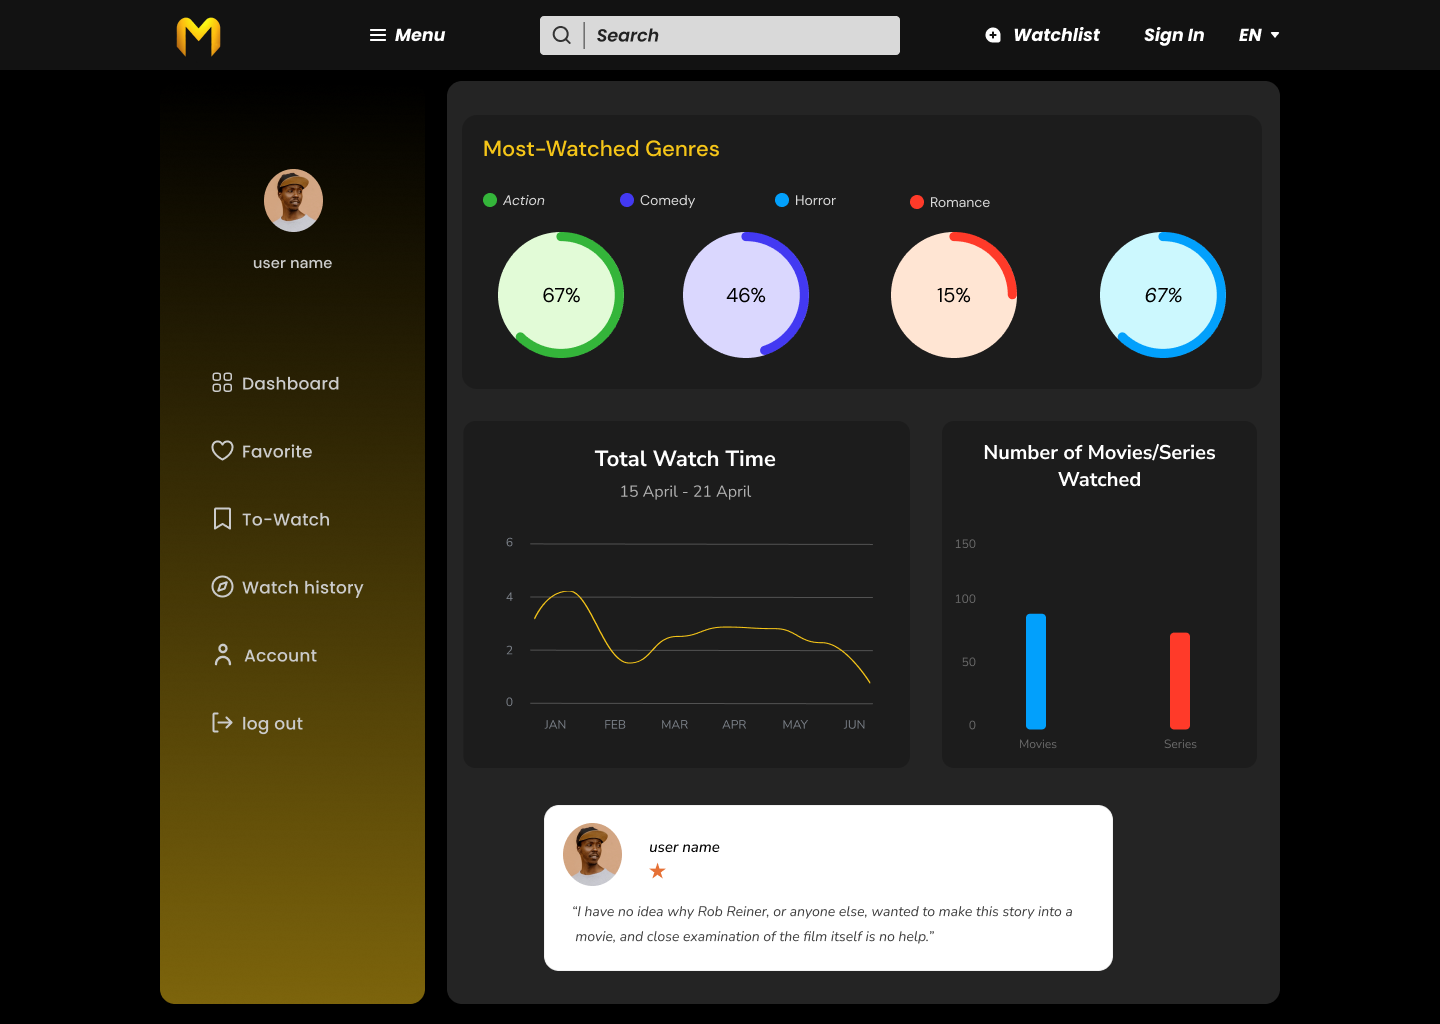 M
Menu
Search
Watchlist
Sign In
EN
user name
Dashboard
Favorite
To-Watch
Watch history
Account
log out
Most-Watched Genres
Action
Comedy
Horror
Romance
67%
46%
15%
67%
Total Watch Time
15 April - 21 April
6
4
2
0
JAN
FEB
MAR
APR
MAY
JUN
Number of Movies/Series
Watched
150
100
50
0
Movies
Series
user name
“I have no idea why Rob Reiner, or anyone else, wanted to make this story into a
movie, and close examination of the film itself is no help.”